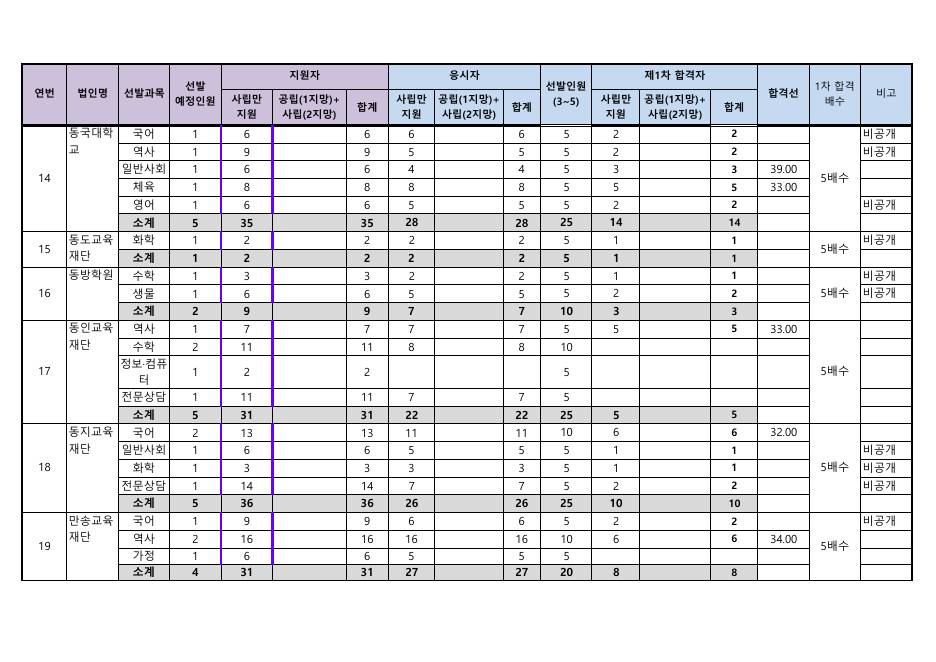 연번 법인명 선발과목 선발 예정인원 지원자 응시자 선발인원 (3~5) 제1차 합격자 합격선 1차 합격 배수 비고
사립만 지원 공립(1지망)+ 사립(2지망) 합계 사립만 지원 공립(1지망)+ 사립(2지망) 합계 사립만 지원 공립(1지망)+ 사립(2지망) 합계
14 동국대학교 국어 1 6 6 6 6 5 2 2 5배수 비공개
역사 1 9 9 5 5 5 2 2 비공개
일반사회 1 6 6 4 4 5 3 3 39.00
체육 1 8 8 8 8 5 5 5 33.00
영어 1 6 6 5 5 5 2 2 비공개
소계 5 35 35 28 28 25 14 14
15 동도교육재단 화학 1 2 2 2 2 5 1 1 5배수 비공개
소계 1 2 2 2 2 5 1 1
16 동방학원 수학 1 3 3 2 2 5 1 1 5배수 비공개
생물 1 6 6 5 5 5 2 2 비공개
소계 2 9 9 7 7 10 3 3
17 동인교육재단 역사 1 7 7 7 7 5 5 5 33.00 5배수
수학 2 11 11 8 8 10
정보·컴퓨터 1 2 2 5
전문상담 1 11 11 7 7 5
소계 5 31 31 22 22 25 5 5
18 동지교육재단 국어 2 13 13 11 11 10 6 6 32.00 5배수
일반사회 1 6 6 5 5 5 1 1 비공개
화학 1 3 3 3 3 5 1 1 비공개
전문상담 1 14 14 7 7 5 2 2 비공개
소계 5 36 36 26 26 25 10 10
19 만송교육재단 국어 1 9 9 6 6 5 2 2 5배수 비공개
역사 2 16 16 16 16 10 6 6 34.00
가정 1 6 6 5 5 5
소계 4 31 31 27 27 20 8 8